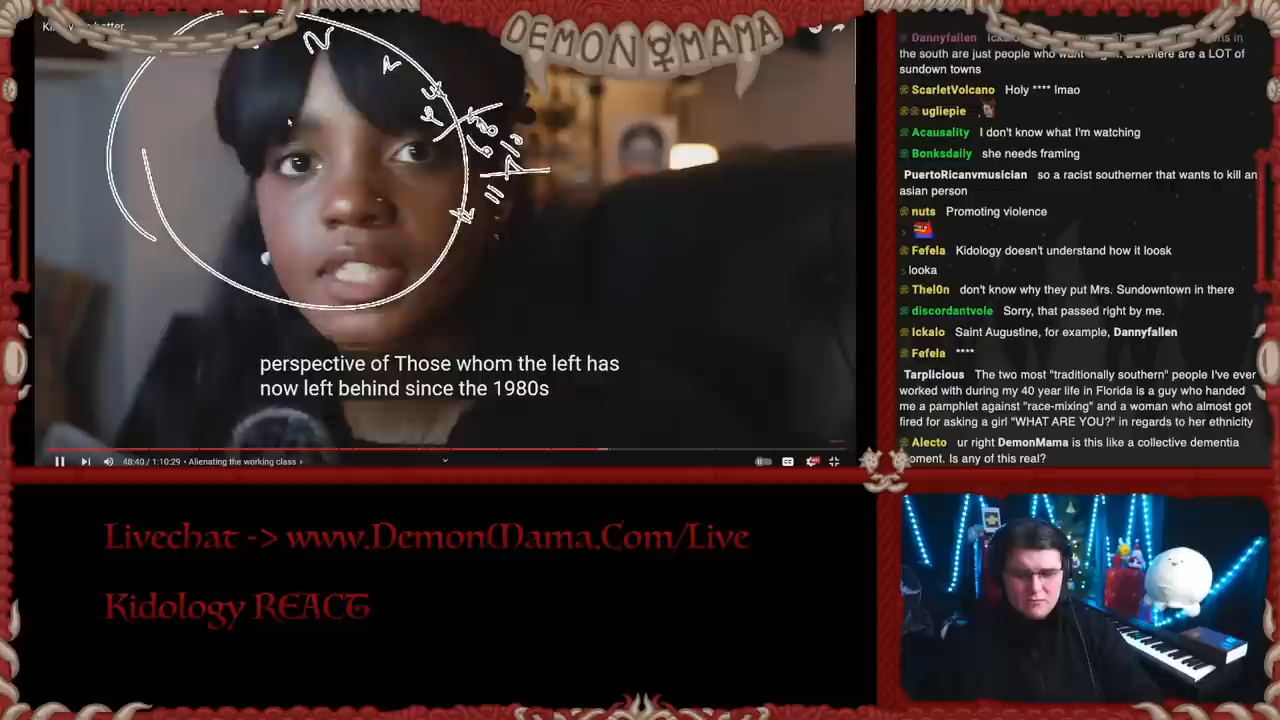 DEMON MAMA
Dannyfallen
the south are just people who want
there are a LOT of
sundown towns
ScarletVolcano Holy **** lmao
ugliepie
Acausality I don't know what I'm watching
Bonksdaily she needs framing
PuertoRicanvmusician so a racist southerner that wants to kill an
asian person
nuts Promoting violence
Fefela Kidology doesn't understand how it loosk
looka
Thel0n don't know why they put Mrs. Sundowntown in there
discordantvole Sorry, that passed right by me.
Ickalo Saint Augustine, for example, Dannyfallen
Fefela ****
Tarplicious The two most "traditionally southern" people I've ever
worked with during my 40 year life in Florida is a guy who handed
me a pamphlet against "race-mixing" and a woman who almost got
fired for asking a girl "WHAT ARE YOU?" in regards to her ethnicity
Alecto ur right DemonMama is this like a collective dementia
oment. Is any of this real?
perspective of Those whom the left has
now left behind since the 1980s
48:40 / 1:10:29 • Alienating the working class ›
Livechat -> www.DemonMama.Com/Live
Kidology REACT